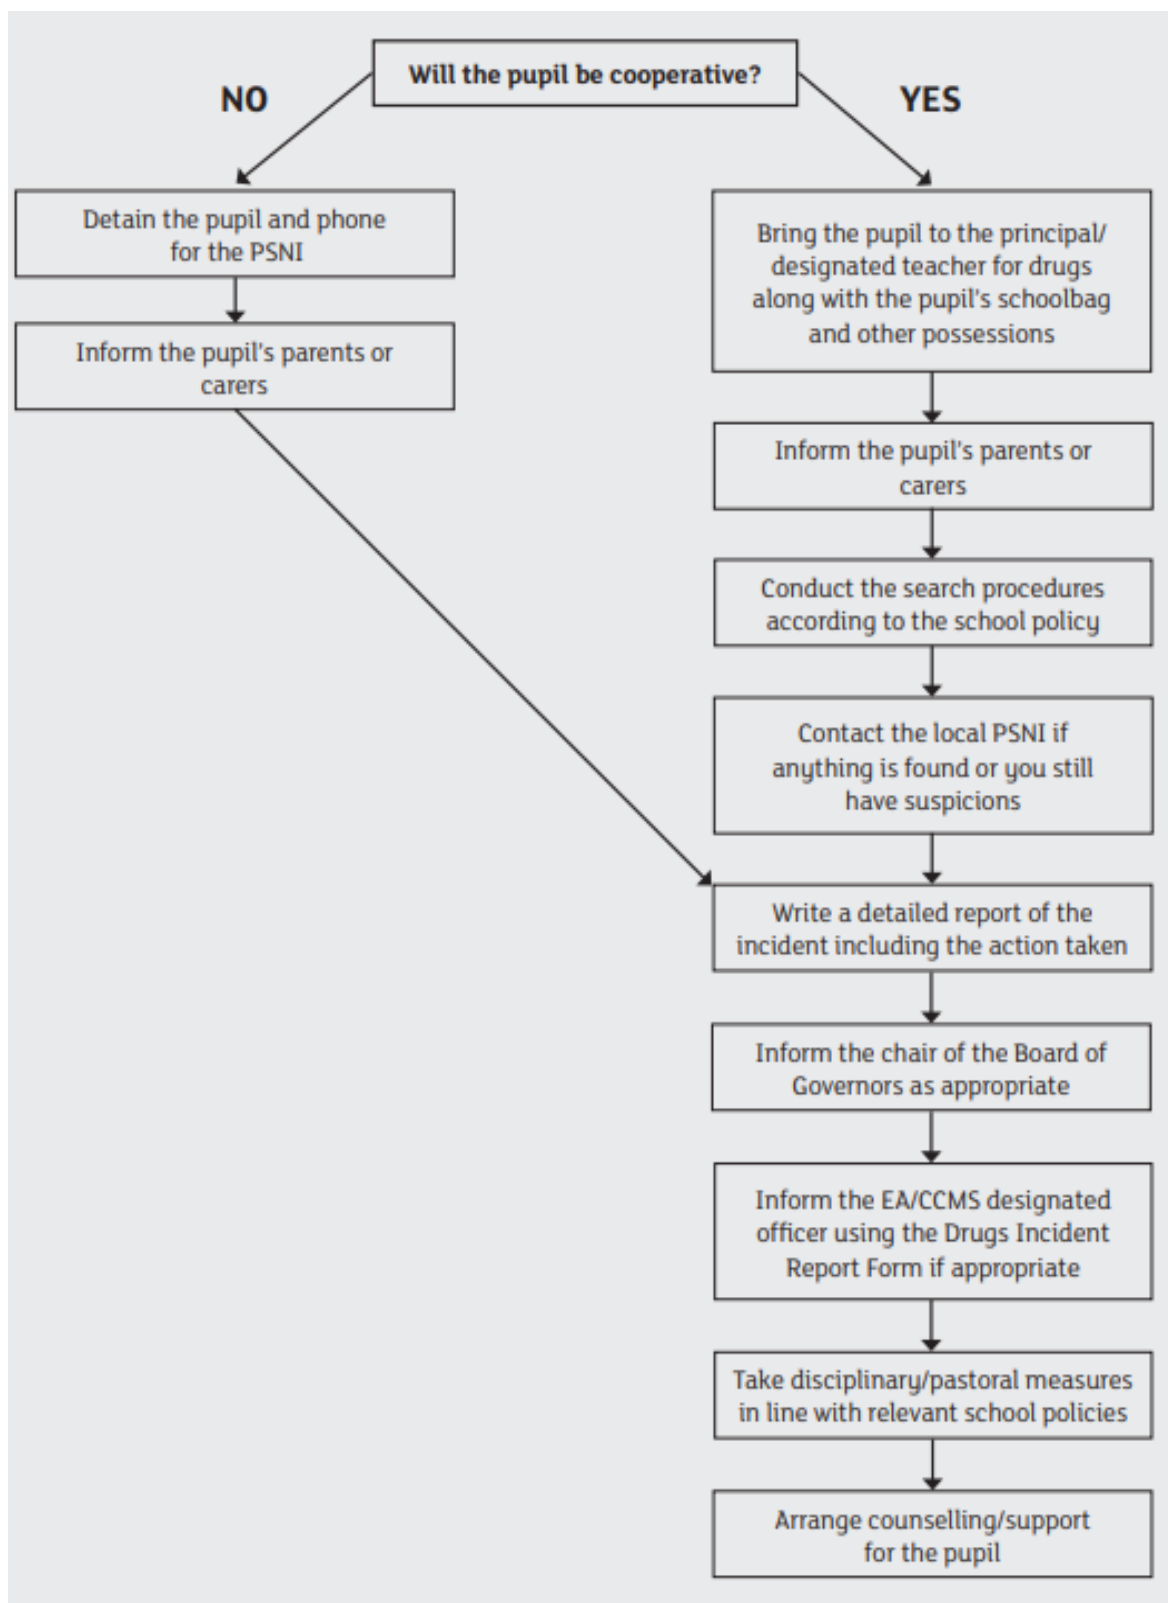 Will the pupil be cooperative?
NO
YES
Detain the pupil and phone
for the PSNI
Inform the pupil's parents or
carers
Bring the pupil to the principal/
designated teacher for drugs
along with the pupil's schoolbag
and other possessions
Inform the pupil's parents or
carers
Conduct the search procedures
according to the school policy
Contact the local PSNI if
anything is found or you still
have suspicions
Write a detailed report of the
incident including the action taken
Inform the chair of the Board of
Governors as appropriate
Inform the EA/CCMS designated
officer using the Drugs Incident
Report Form if appropriate
Take disciplinary/pastoral measures
in line with relevant school policies
Arrange counselling/support
for the pupil